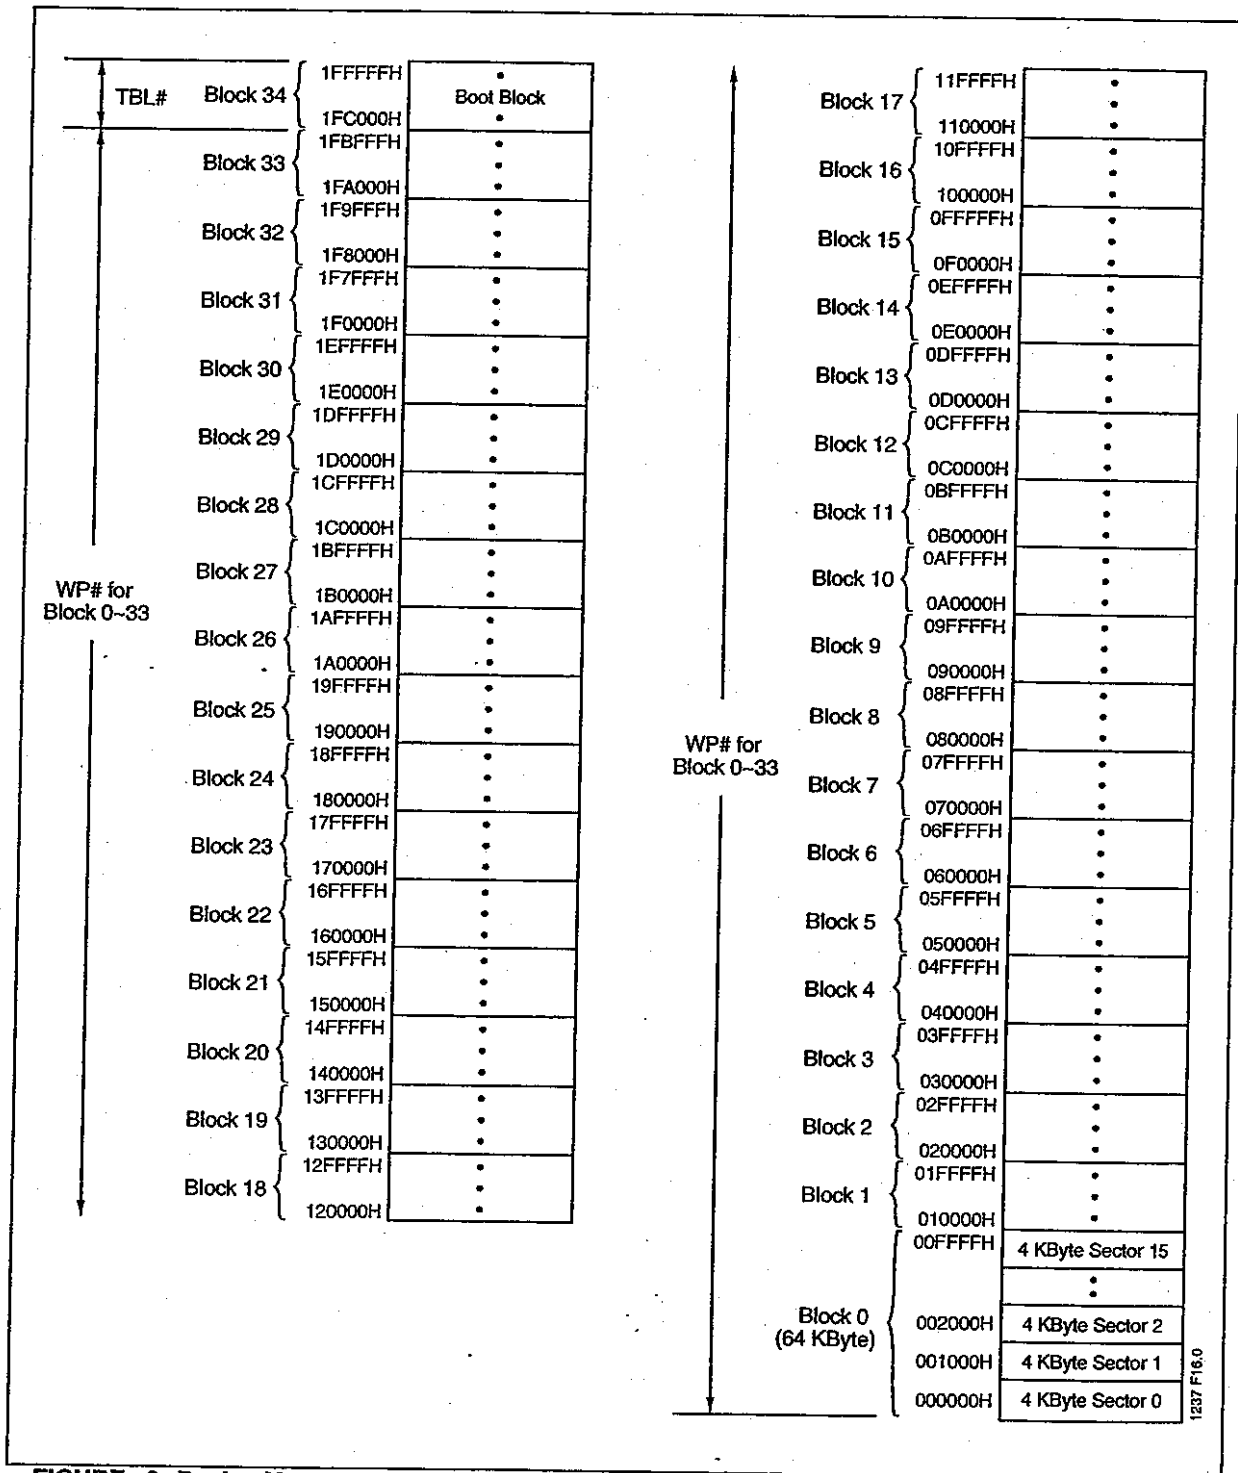 TBL#
Block 34
1FFFFFH
1FC000H
Boot Block
Block 33
1FBFFFH
1FA000H
Block 32
1F9FFFH
1F8000H
Block 31
1F7FFFH
1F0000H
Block 30
1EFFFFH
1E0000H
Block 29
1DFFFFH
1D0000H
Block 28
1CFFFFH
1C0000H
Block 27
1BFFFFH
1B0000H
WP# for
Block 0~33
Block 26
1AFFFFH
1A0000H
Block 25
19FFFFH
190000H
Block 24
18FFFFH
180000H
Block 23
17FFFFH
170000H
Block 22
16FFFFH
160000H
Block 21
15FFFFH
150000H
Block 20
14FFFFH
140000H
Block 19
13FFFFH
130000H
Block 18
12FFFFH
120000H
Block 17
11FFFFH
110000H
Block 16
10FFFFH
100000H
Block 15
0FFFFFH
0F0000H
Block 14
0EFFFFH
0E0000H
Block 13
0DFFFFH
0D0000H
Block 12
0CFFFFH
0C0000H
Block 11
0BFFFFH
0B0000H
Block 10
0AFFFFH
0A0000H
Block 9
09FFFFH
090000H
Block 8
08FFFFH
080000H
WP# for
Block 0~33
Block 7
07FFFFH
070000H
Block 6
06FFFFH
060000H
Block 5
05FFFFH
050000H
Block 4
04FFFFH
040000H
Block 3
03FFFFH
030000H
Block 2
02FFFFH
020000H
Block 1
01FFFFH
010000H
00FFFFH
4 KByte Sector 15
Block 0
(64 KByte)
002000H
4 KByte Sector 2
001000H
4 KByte Sector 1
000000H
4 KByte Sector 0
1237 F16.0